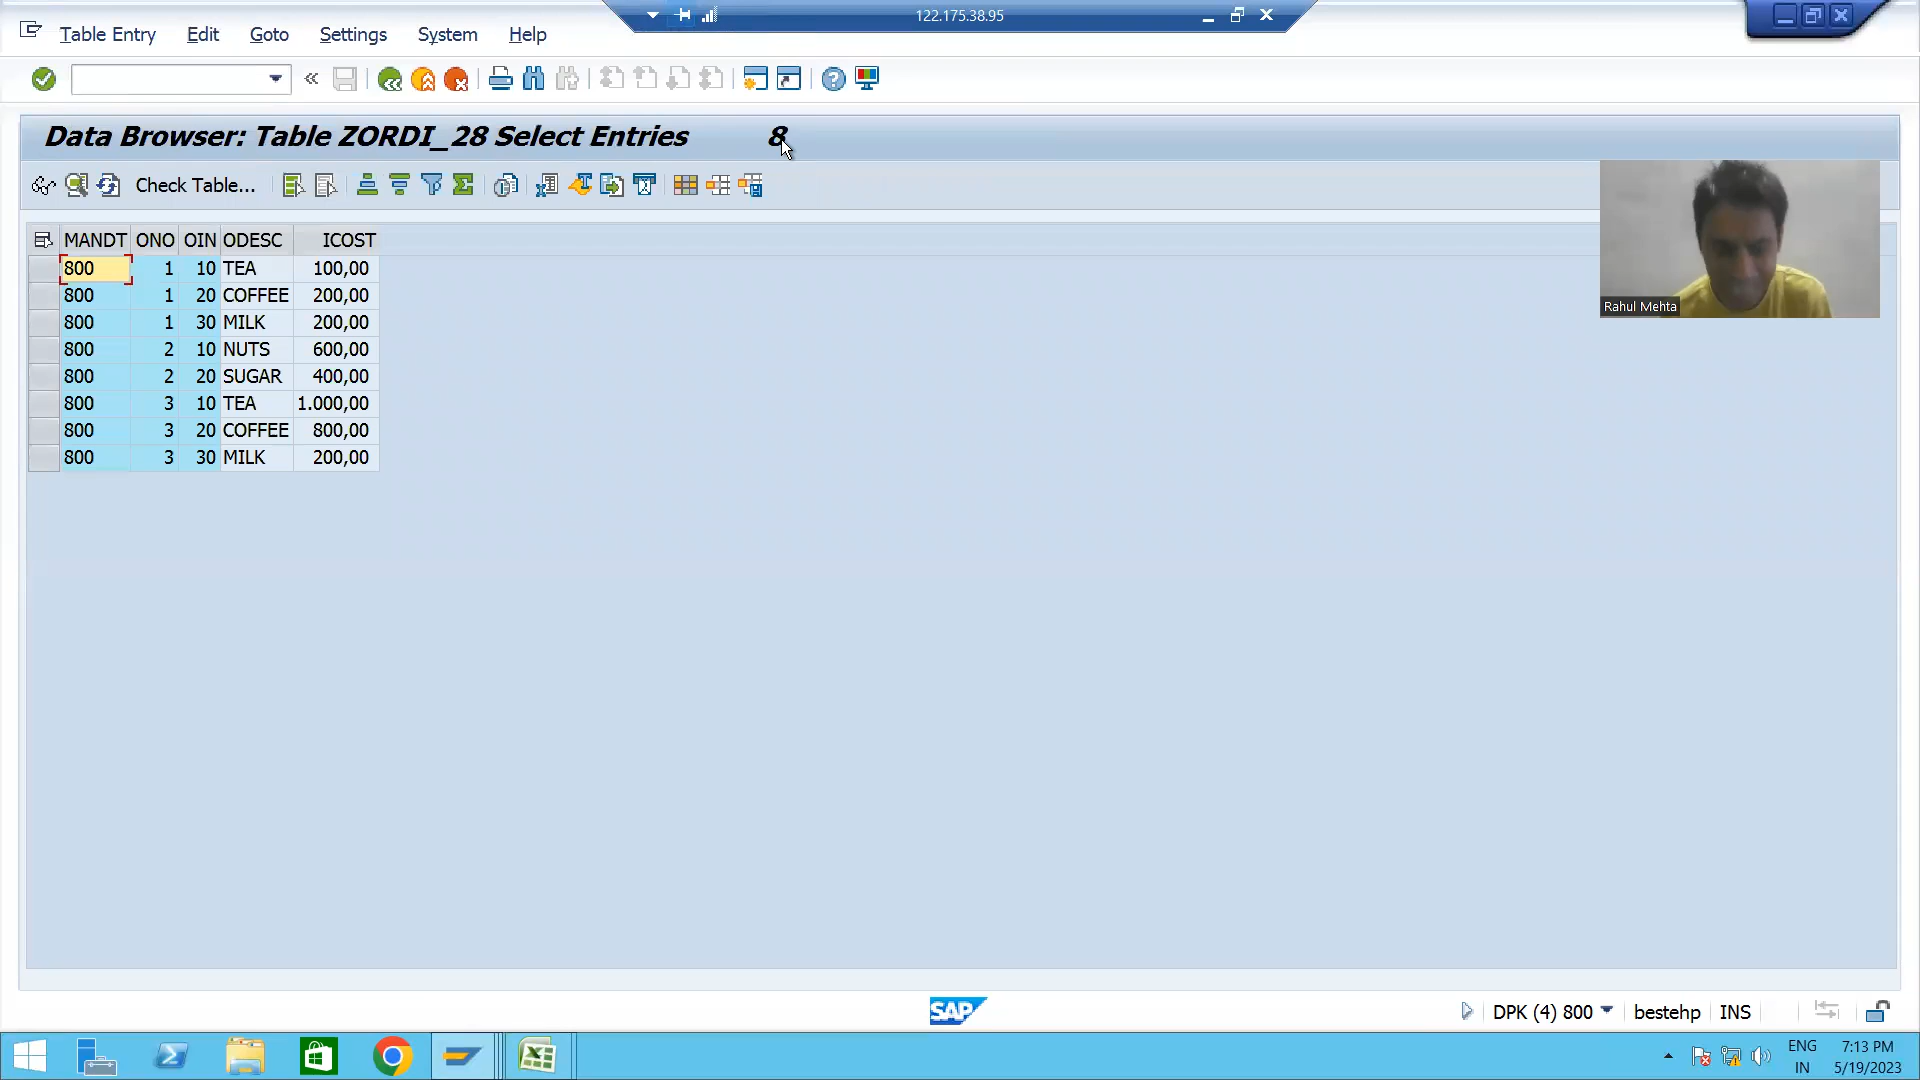 122.175.38.95
Table Entry Edit Goto Settings System Help
Data Browser: Table ZORDI_28 Select Entries 8
Check Table...
MANDT ONO OIN ODESC ICOST
800 1 10 TEA 100,00
800 1 20 COFFEE 200,00
800 1 30 MILK 200,00
800 2 10 NUTS 600,00
800 2 20 SUGAR 400,00
800 3 10 TEA 1.000,00
800 3 20 COFFEE 800,00
800 3 30 MILK 200,00
Rahul Mehta
SAP
DPK (4) 800 bestehp INS
ENG 7:13 PM
IN 5/19/2023